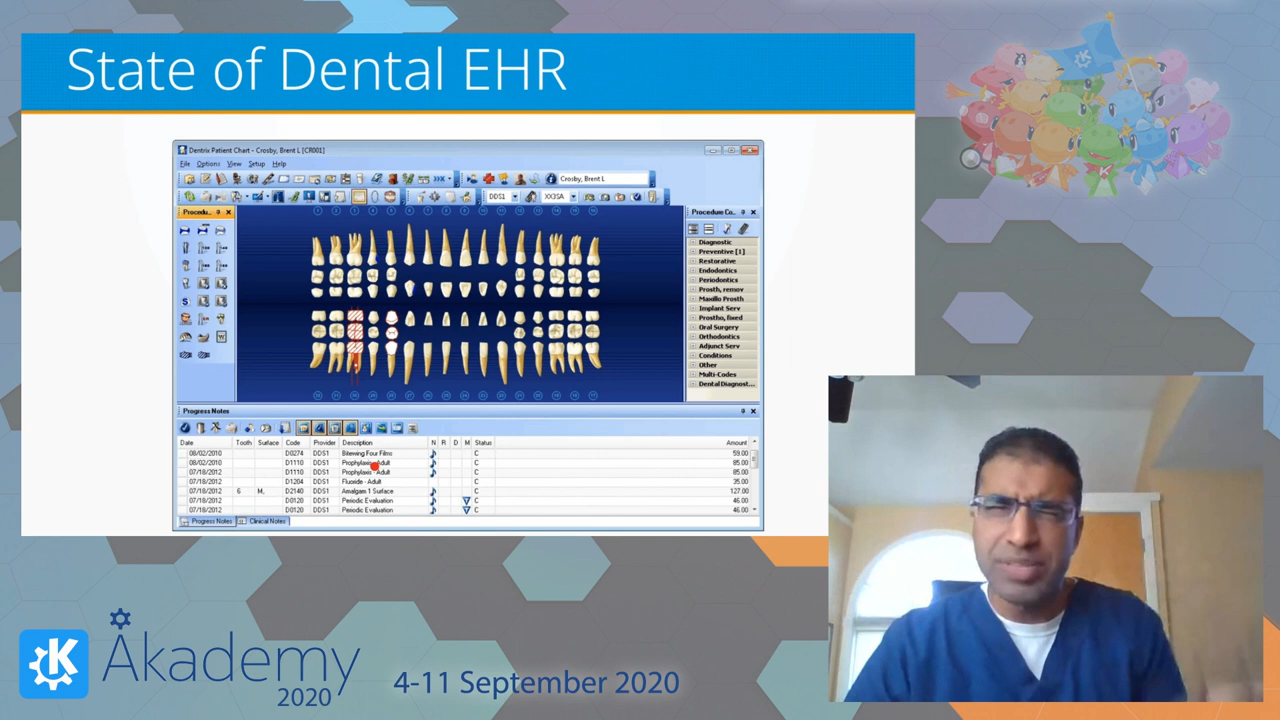 State of Dental EHR
Dentrix Patient Chart - Crosby, Brent L [CR001]
File Options View Setup Help
Crosby, Brent L
DDS1 XX3SA
Procedu...
Procedure Co...
Diagnostic
Preventive [1]
Restorative
Endodontics
Periodontics
Prosth, remov
Maxillo Prosth
Implant Serv
Prostho, fixed
Oral Surgery
Orthodontics
Adjunct Serv
Conditions
Other
Multi-Codes
Dental Diagnost...
Progress Notes
Date Tooth Surface Code Provider Description N R D M Status Amount
08/02/2010 D0274 DDS1 Bitewing Four Films C 59.00
08/02/2010 D1110 DDS1 Prophylaxis - Adult C 85.00
07/18/2012 D1110 DDS1 Prophylaxis - Adult C 85.00
07/18/2012 D1204 DDS1 Fluoride - Adult C 35.00
07/18/2012 6 M, D2140 DDS1 Amalgam 1 Surface C 127.00
07/18/2012 D0120 DDS1 Periodic Evaluation C 46.00
07/18/2012 D0120 DDS1 Periodic Evaluation C 46.00
Progress Notes Clinical Notes
K Akademy
2020
4-11 September 2020